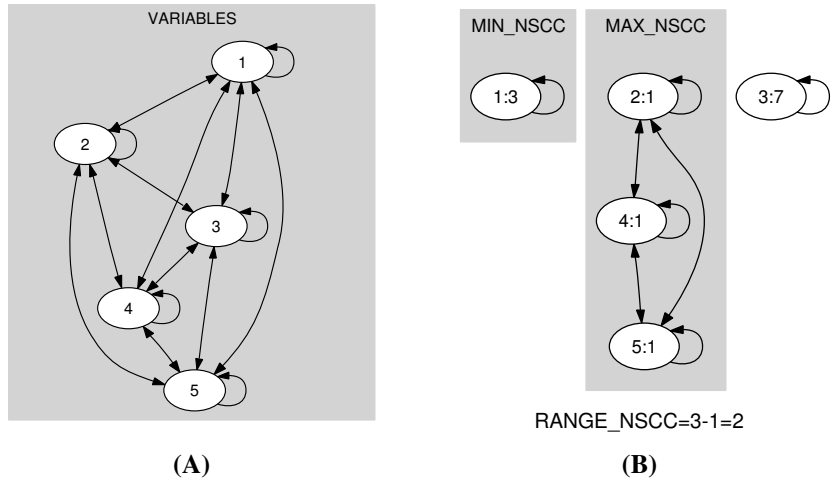 VARIABLES
1
2
3
4
5
(A)
MIN_NSCC
MAX_NSCC
1:3
2:1
3:7
4:1
5:1
RANGE_NSCC=3-1=2
(B)